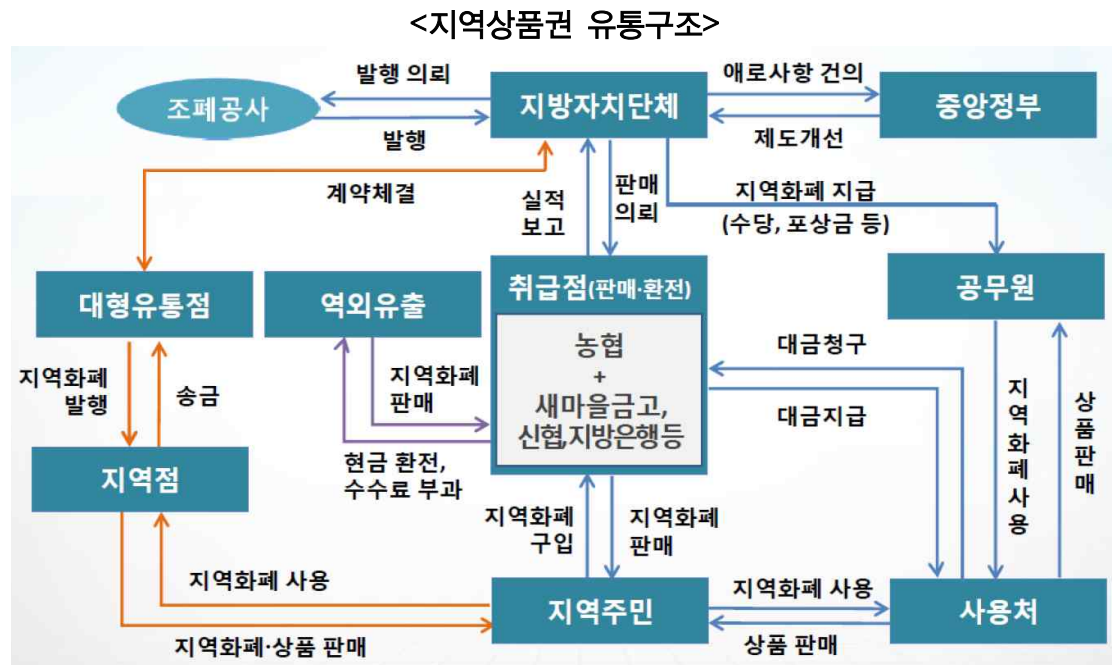 <지역상품권 유통구조>
발행 의뢰
애로사항 건의
조폐공사
지방자치단체
중앙정부
발행
제도개선
계약체결
실적
보고
판매
의뢰
지역화폐 지급
(수당, 포상금 등)
대형유통점
역외유출
취급점(판매·환전)
공무원
농협
+
새마을금고,
신협,지방은행등
지역화폐
발행
송금
지역화폐
판매
대금청구
대금지급
지역화폐사용
상품판매
지역점
현금 환전,
수수료 부과
지역화폐
구입
지역화폐
판매
지역화폐 사용
지역주민
지역화폐 사용
사용처
지역화폐·상품 판매
상품 판매